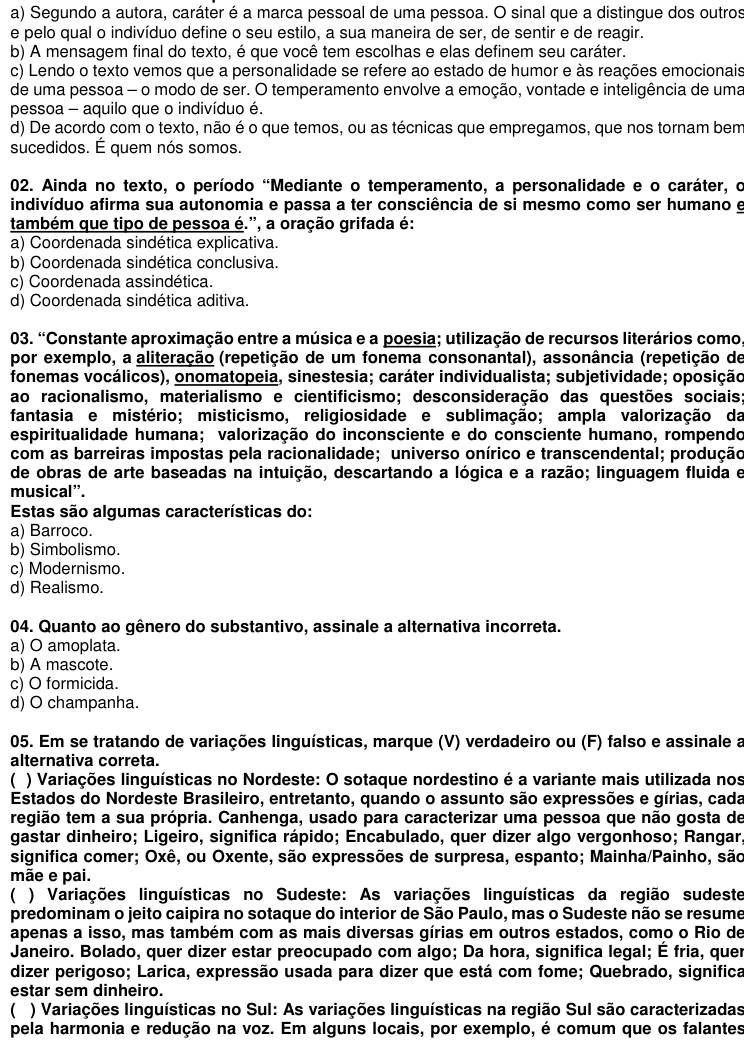 a) Segundo a autora, caráter é a marca pessoal de uma pessoa. O sinal que a distingue dos outros
e pelo qual o indivíduo define o seu estilo, a sua maneira de ser, de sentir e de reagir.
b) A mensagem final do texto, é que você tem escolhas e elas definem seu caráter.
c) Lendo o texto vemos que a personalidade se refere ao estado de humor e às reações emocionais
de uma pessoa – o modo de ser. O temperamento envolve a emoção, vontade e inteligência de uma
pessoa – aquilo que o indivíduo é.
d) De acordo com o texto, não é o que temos, ou as técnicas que empregamos, que nos tornam bem
sucedidos. É quem nós somos.
02. Ainda no texto, o período “Mediante o temperamento, a personalidade e o caráter, o
indivíduo afirma sua autonomia e passa a ter consciência de si mesmo como ser humano e
também que tipo de pessoa é.”, a oração grifada é:
a) Coordenada sindética explicativa.
b) Coordenada sindética conclusiva.
c) Coordenada assindética.
d) Coordenada sindética aditiva.
03. “Constante aproximação entre a música e a poesia; utilização de recursos literários como,
por exemplo, a aliteração (repetição de um fonema consonantal), assonância (repetição de
fonemas vocálicos), onomatopeia, sinestesia; caráter individualista; subjetividade; oposição
ao racionalismo, materialismo e cientificismo; desconsideração das questões sociais;
fantasia e mistério; misticismo, religiosidade e sublimação; ampla valorização da
espiritualidade humana; valorização do inconsciente e do consciente humano, rompendo
com as barreiras impostas pela racionalidade; universo onírico e transcendental; produção
de obras de arte baseadas na intuição, descartando a lógica e a razão; linguagem fluida e
musical”.
Estas são algumas características do:
a) Barroco.
b) Simbolismo.
c) Modernismo.
d) Realismo.
04. Quanto ao gênero do substantivo, assinale a alternativa incorreta.
a) O amoplata.
b) A mascote.
c) O formicida.
d) O champanha.
05. Em se tratando de variações linguísticas, marque (V) verdadeiro ou (F) falso e assinale a
alternativa correta.
( ) Variações linguísticas no Nordeste: O sotaque nordestino é a variante mais utilizada nos
Estados do Nordeste Brasileiro, entretanto, quando o assunto são expressões e gírias, cada
região tem a sua própria. Canhenga, usado para caracterizar uma pessoa que não gosta de
gastar dinheiro; Ligeiro, significa rápido; Encabulado, quer dizer algo vergonhoso; Rangar,
significa comer; Oxê, ou Oxente, são expressões de surpresa, espanto; Mainha/Painho, são
mãe e pai.
( ) Variações linguísticas no Sudeste: As variações linguísticas da região sudeste
predominam o jeito caipira no sotaque do interior de São Paulo, mas o Sudeste não se resume
apenas a isso, mas também com as mais diversas gírias em outros estados, como o Rio de
Janeiro. Bolado, quer dizer estar preocupado com algo; Da hora, significa legal; É fria, quer
dizer perigoso; Larica, expressão usada para dizer que está com fome; Quebrado, significa
estar sem dinheiro.
( ) Variações linguísticas no Sul: As variações linguísticas na região Sul são caracterizadas
pela harmonia e redução na voz. Em alguns locais, por exemplo, é comum que os falantes